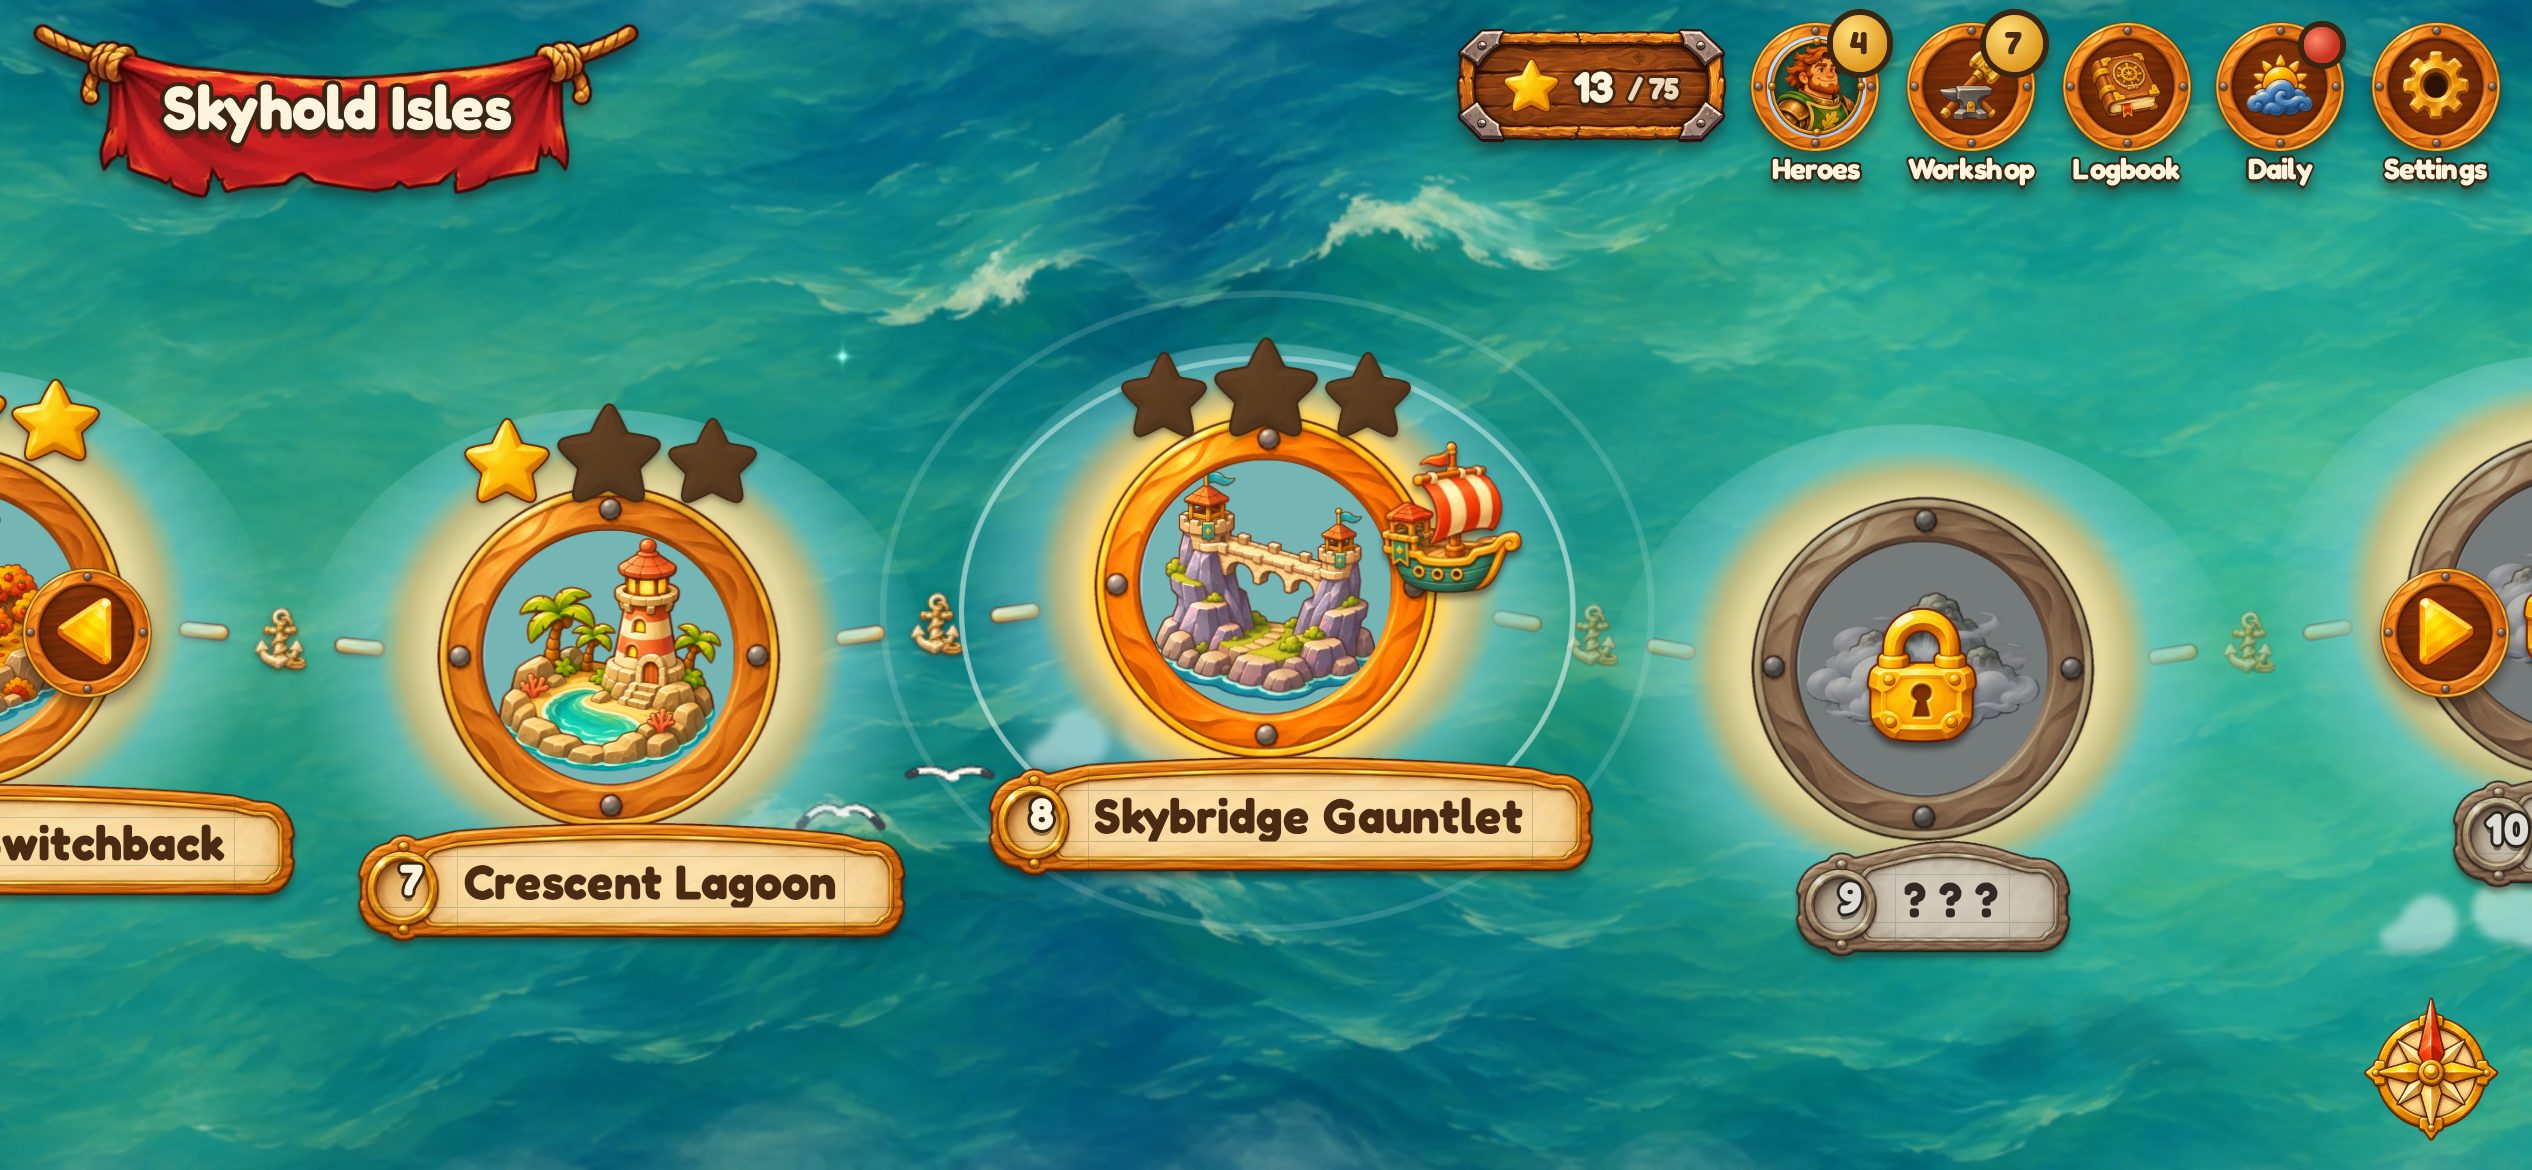 Skyhold Isles
13 / 75
4
7
Heroes
Workshop
Logbook
Daily
Settings
witchback
7
Crescent Lagoon
8
Skybridge Gauntlet
9
? ? ?
10